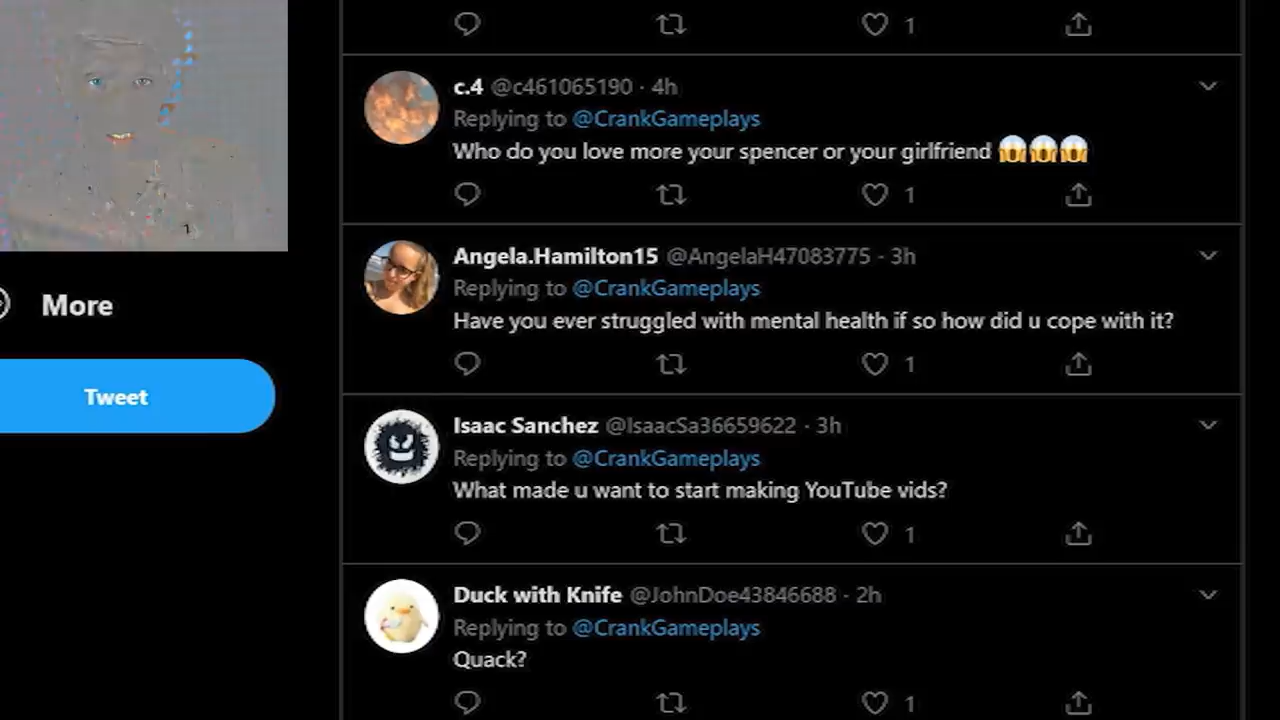 1
c.4 @c461065190 · 4h
Replying to @CrankGameplays
Who do you love more your spencer or your girlfriend 😱😱😱
1
Angela.Hamilton15 @AngelaH47083775 · 3h
Replying to @CrankGameplays
Have you ever struggled with mental health if so how did u cope with it?
1
More
Tweet
Isaac Sanchez @IsaacSa36659622 · 3h
Replying to @CrankGameplays
What made u want to start making YouTube vids?
1
Duck with Knife @JohnDoe43846688 · 2h
Replying to @CrankGameplays
Quack?
1